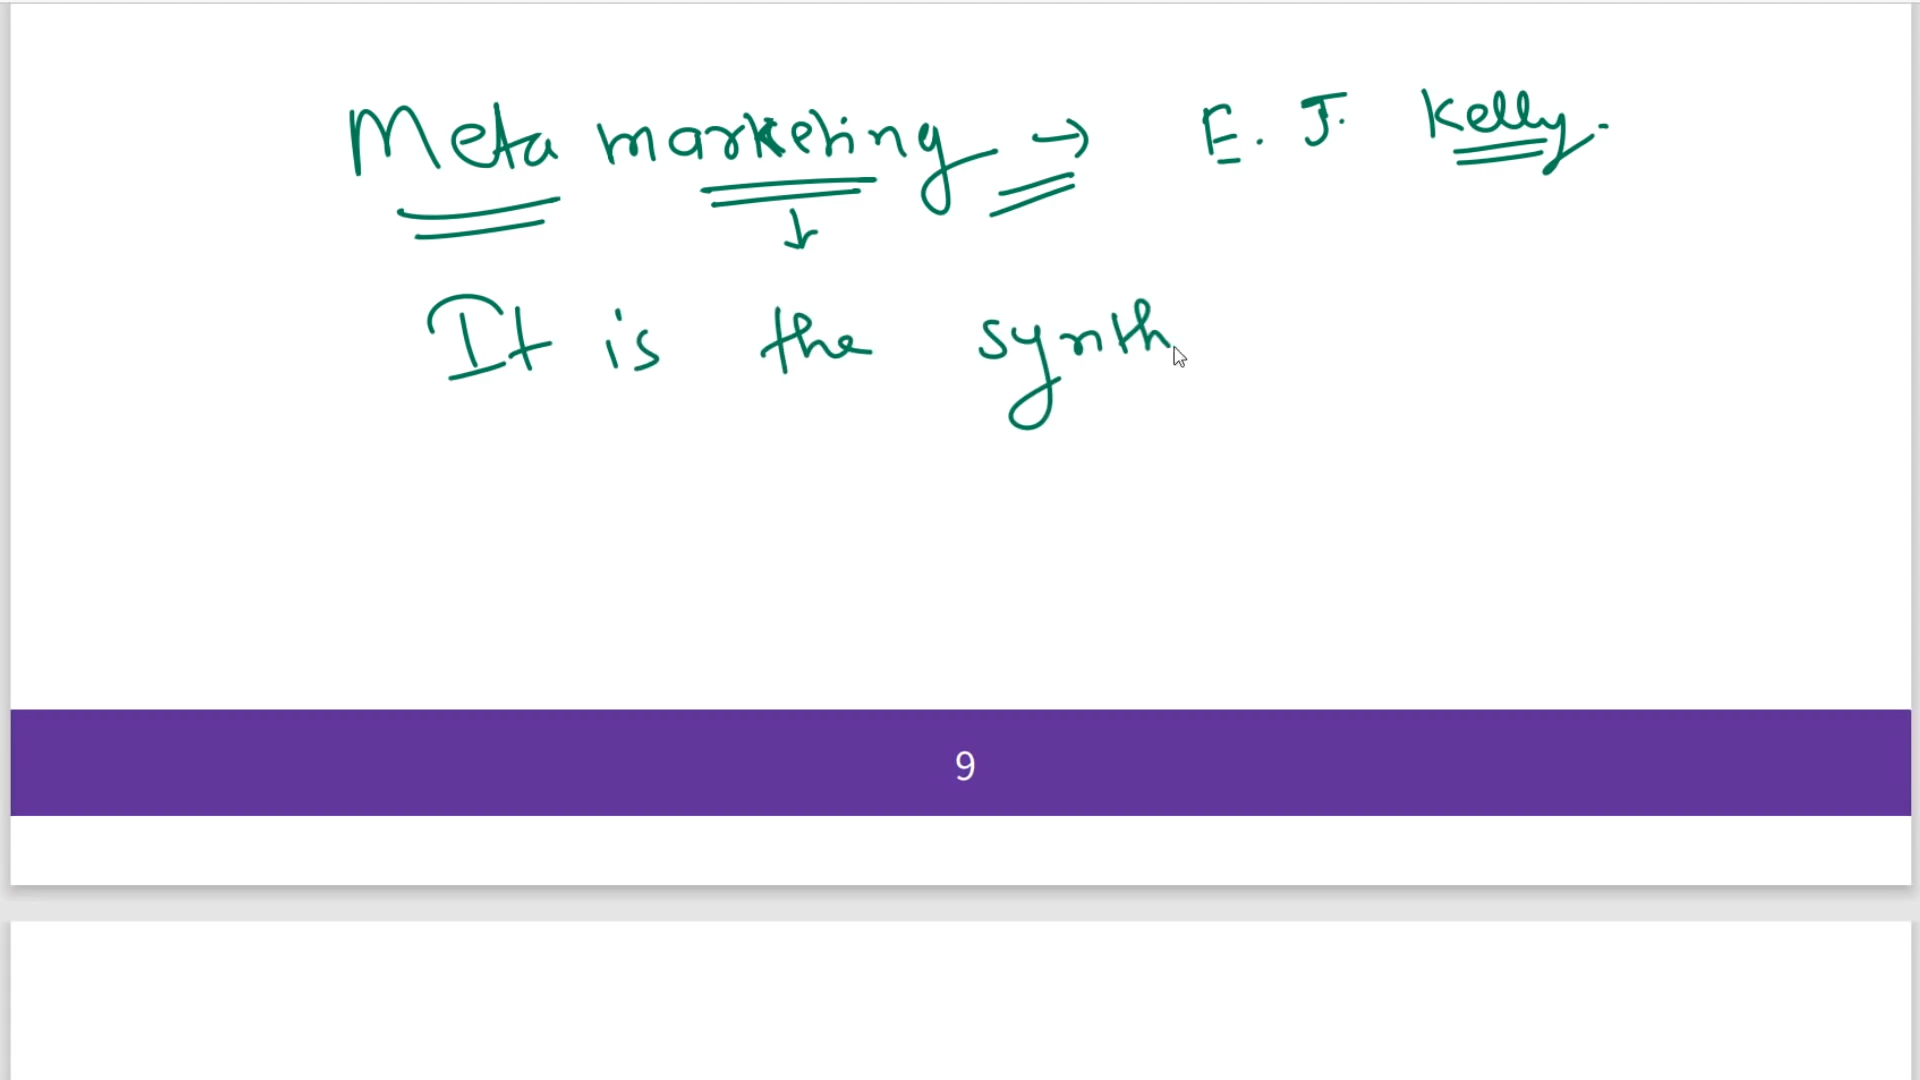 Meta marketing → E. J. Kelly.
↓
It is the synth
9